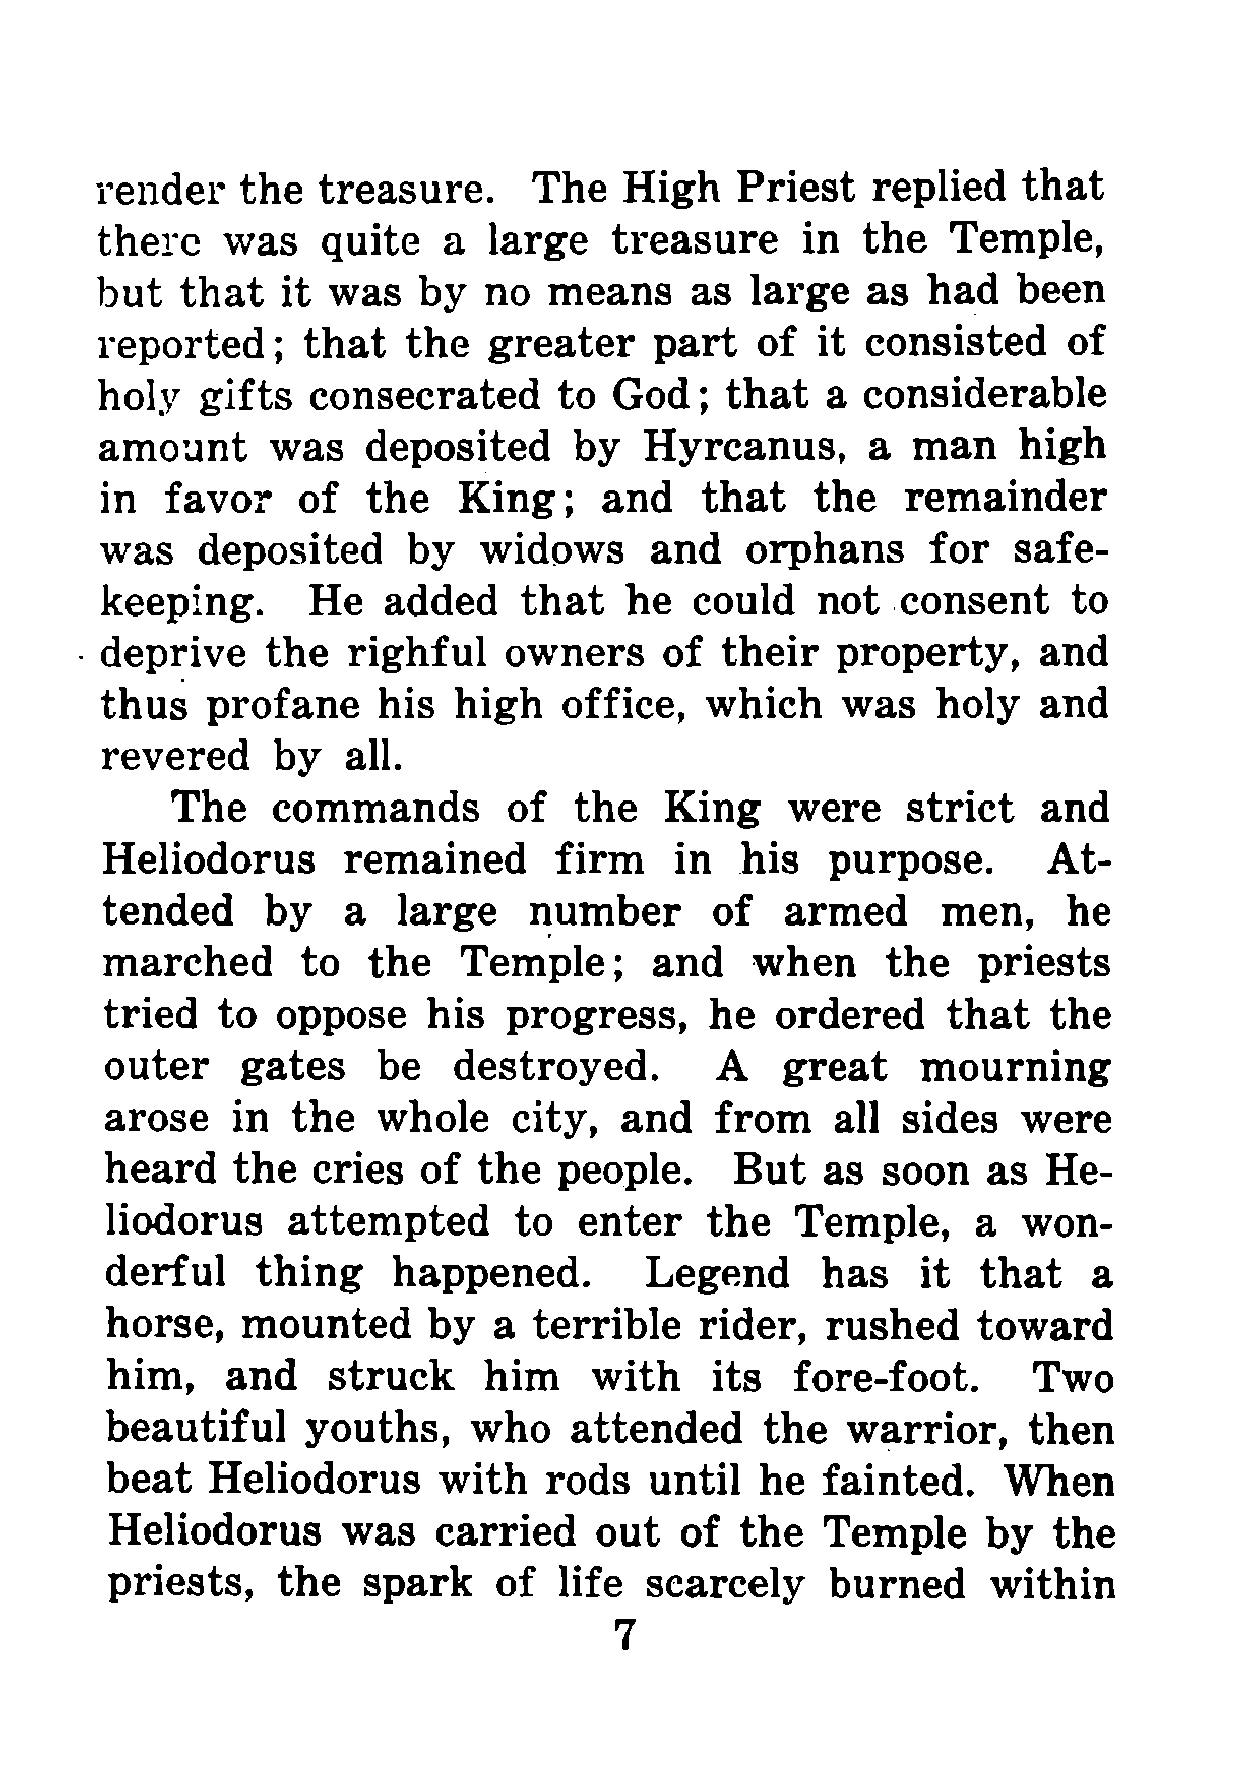 render the treasure. The High Priest replied that
there was quite a large treasure in the Temple,
but that it was by no means as large as had been
reported; that the greater part of it consisted of
holy gifts consecrated to God; that a considerable
amount was deposited by Hyrcanus, a man high
in favor of the King; and that the remainder
was deposited by widows and orphans for safe-
keeping. He added that he could not consent to
deprive the righful owners of their property, and
thus profane his high office, which was holy and
revered by all.
The commands of the King were strict and
Heliodorus remained firm in his purpose. At-
tended by a large number of armed men, he
marched to the Temple; and when the priests
tried to oppose his progress, he ordered that the
outer gates be destroyed. A great mourning
arose in the whole city, and from all sides were
heard the cries of the people. But as soon as He-
liodorus attempted to enter the Temple, a won-
derful thing happened. Legend has it that a
horse, mounted by a terrible rider, rushed toward
him, and struck him with its fore-foot. Two
beautiful youths, who attended the warrior, then
beat Heliodorus with rods until he fainted. When
Heliodorus was carried out of the Temple by the
priests, the spark of life scarcely burned within
7